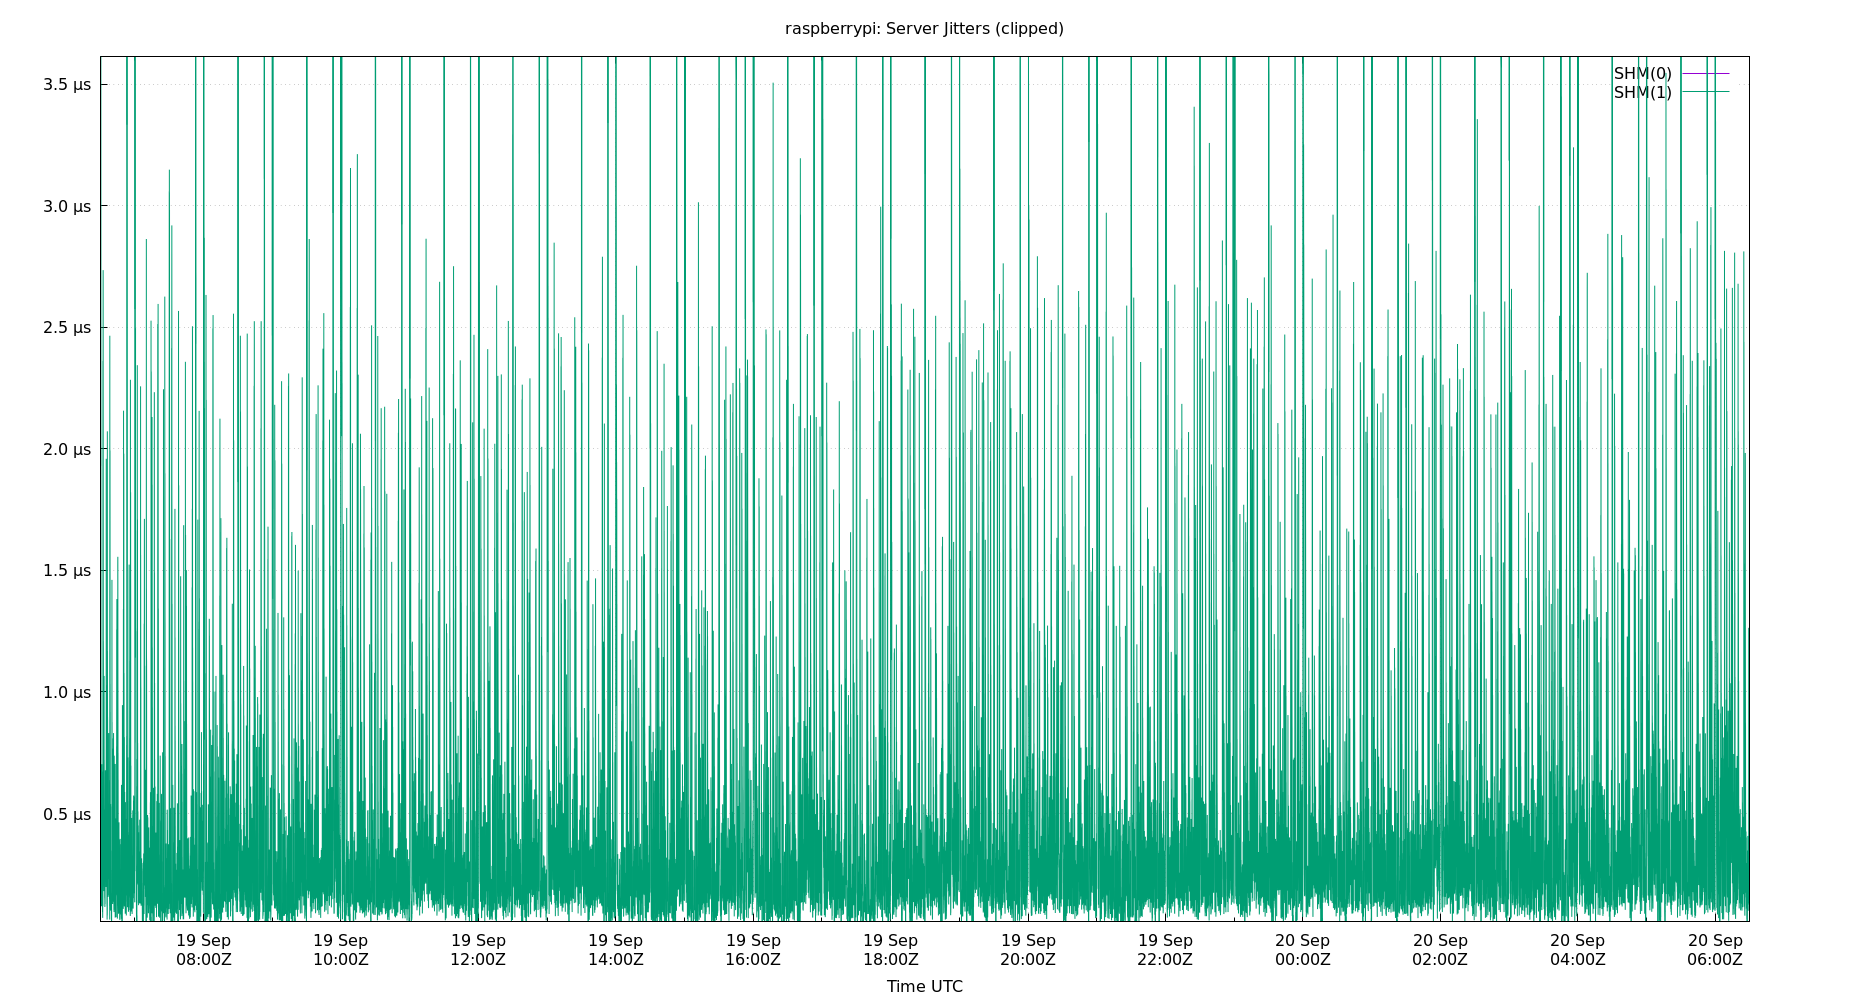 raspberrypi: Server Jitters (clipped)
3.5 μs
3.0 μs
2.5 μs
2.0 μs
1.5 μs
1.0 μs
0.5 μs
SHM(0)
SHM(1)
19 Sep 19 Sep 19 Sep 19 Sep 19 Sep 19 Sep 19 Sep 19 Sep 20 Sep 20 Sep 20 Sep 20 Sep
08:00Z 10:00Z 12:00Z 14:00Z 16:00Z 18:00Z 20:00Z 22:00Z 00:00Z 02:00Z 04:00Z 06:00Z
Time UTC